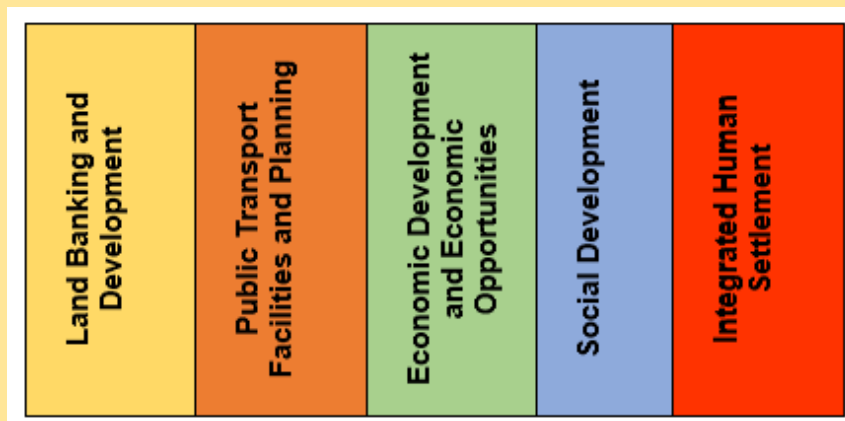 Land Banking and
Development
Public Transport
Facilities and Planning
Economic Development
and Economic
Opportunities
Social Development
Integrated Human
Settlement